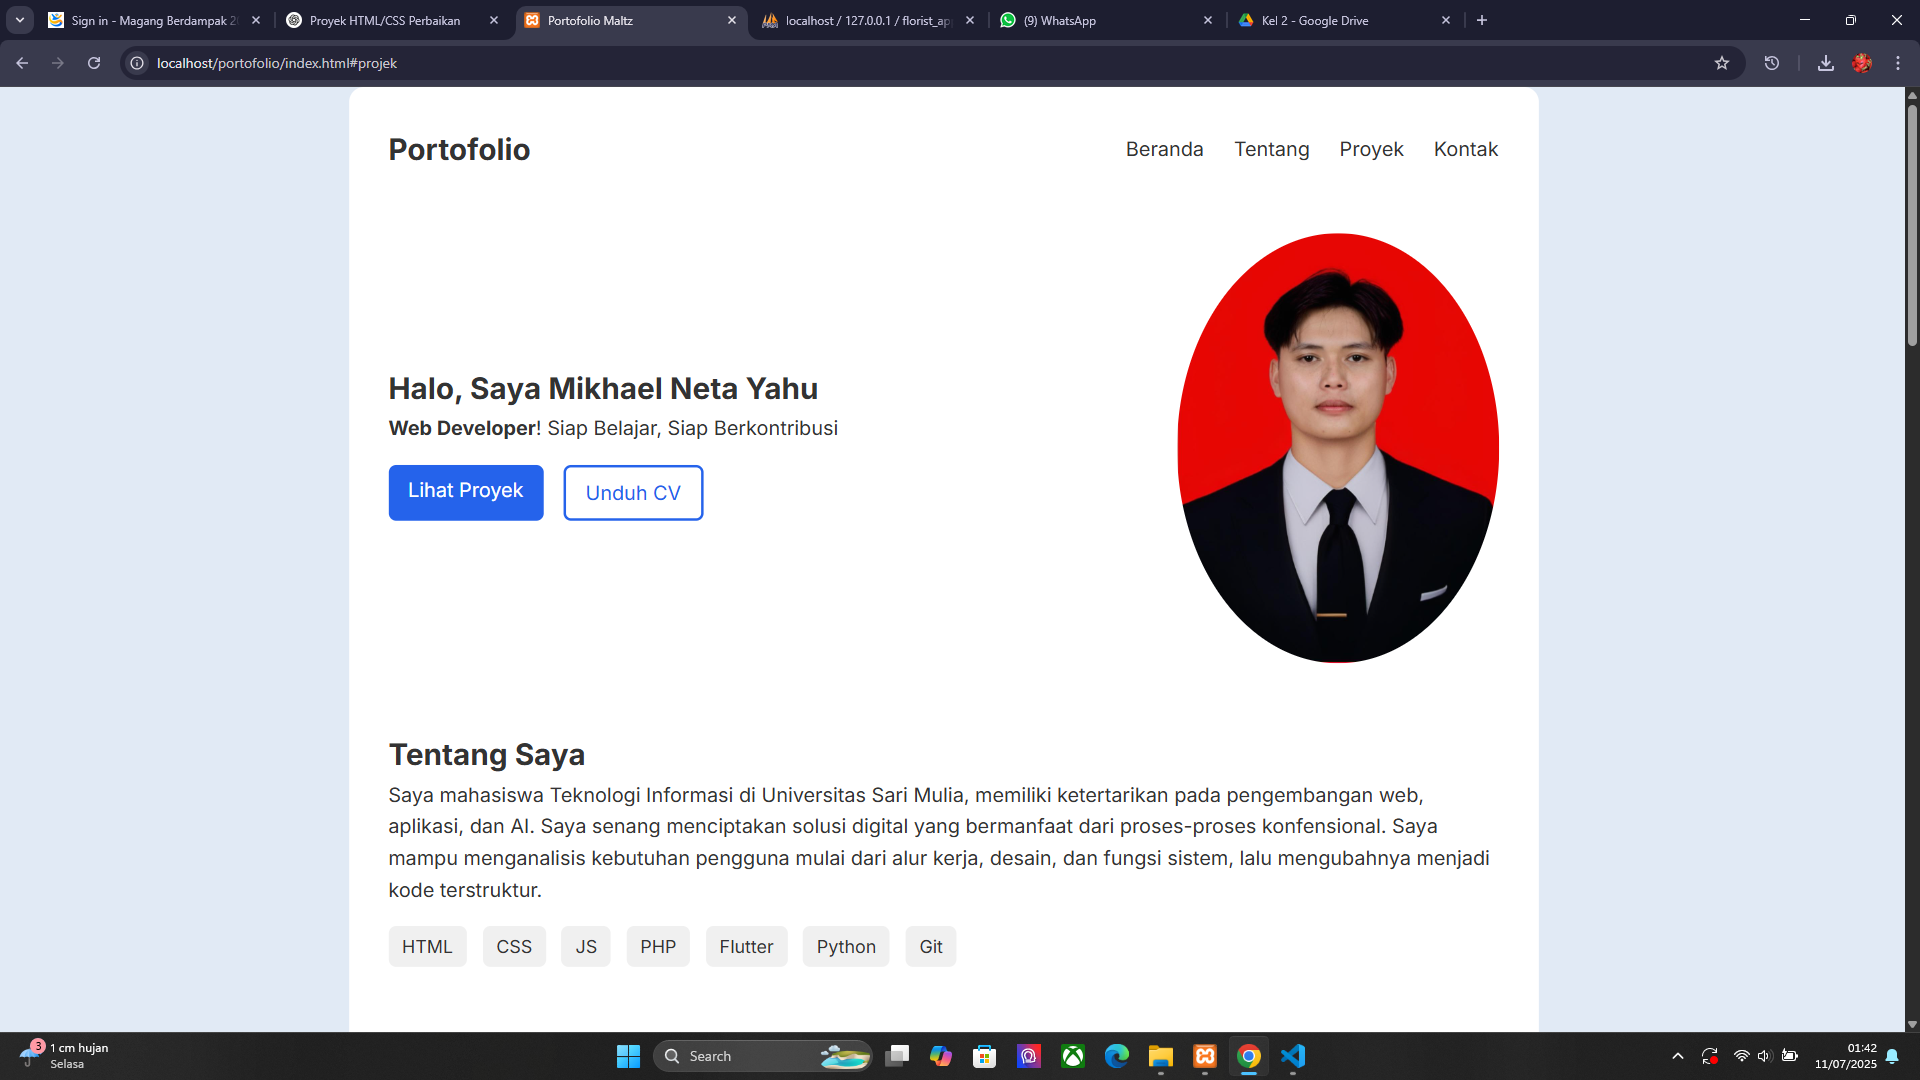 Sign in - Magang Berdampak 20
Proyek HTML/CSS Perbaikan
Portofolio Maltz
localhost / 127.0.0.1 / florist_ap
(9) WhatsApp
Kel 2 - Google Drive
localhost/portofolio/index.html#projek
Portofolio
Beranda
Tentang
Proyek
Kontak
Halo, Saya Mikhael Neta Yahu
Web Developer! Siap Belajar, Siap Berkontribusi
Lihat Proyek
Unduh CV
Tentang Saya
Saya mahasiswa Teknologi Informasi di Universitas Sari Mulia, memiliki ketertarikan pada pengembangan web,
aplikasi, dan AI. Saya senang menciptakan solusi digital yang bermanfaat dari proses-proses konfensional. Saya
mampu menganalisis kebutuhan pengguna mulai dari alur kerja, desain, dan fungsi sistem, lalu mengubahnya menjadi
kode terstruktur.
HTML
CSS
JS
PHP
Flutter
Python
Git
3
1 cm hujan
Selasa
Search
01:42
11/07/2025